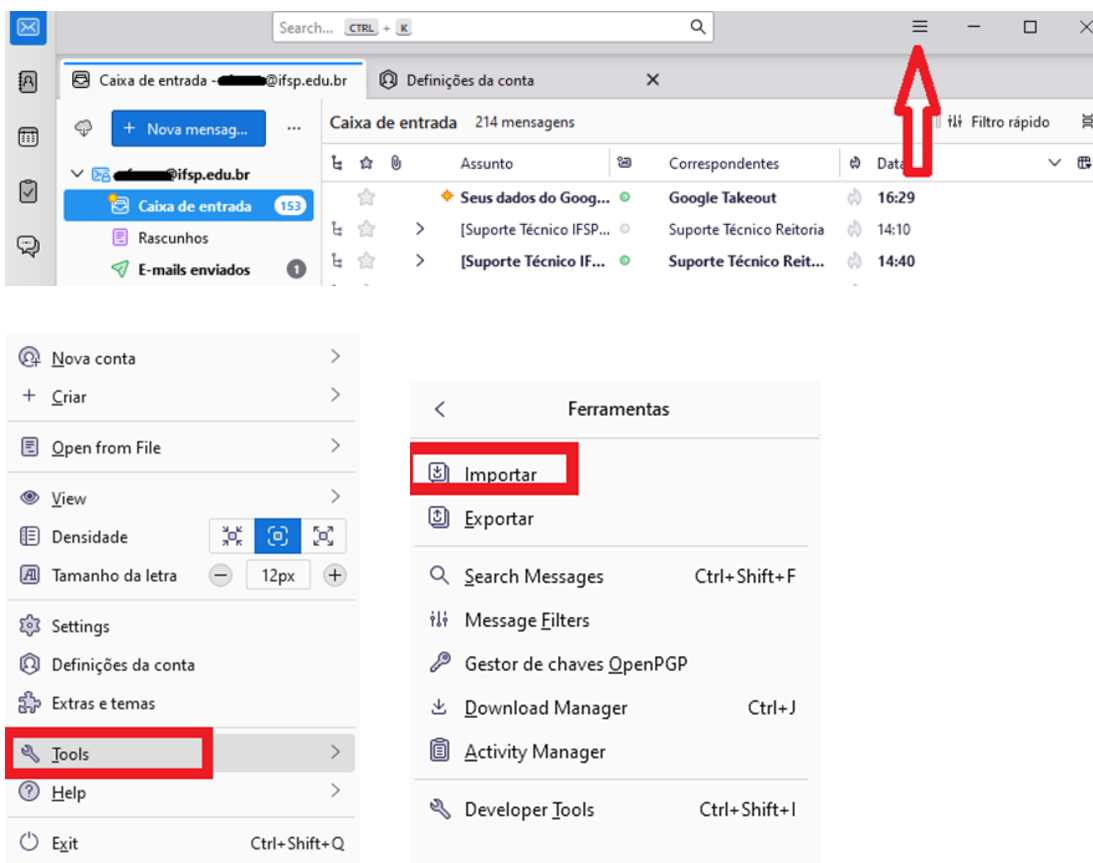 Search... CTRL + K
Caixa de entrada - @ifsp.edu.br Definições da conta
+ Nova mensag... Caixa de entrada 214 mensagens Filtro rápido
@ifsp.edu.br Assunto Correspondentes Data
Caixa de entrada 153 Seus dados do Goog... Google Takeout 16:29
Rascunhos [Suporte Técnico IFSP... Suporte Técnico Reitoria 14:10
E-mails enviados 1 [Suporte Técnico IF... Suporte Técnico Reit... 14:40
Nova conta
Criar
Open from File
View
Densidade
Tamanho da letra 12px
Settings
Definições da conta
Extras e temas
Tools
Help
Exit Ctrl+Shift+Q
Ferramentas
Importar
Exportar
Search Messages Ctrl+Shift+F
Message Filters
Gestor de chaves OpenPGP
Download Manager Ctrl+J
Activity Manager
Developer Tools Ctrl+Shift+I